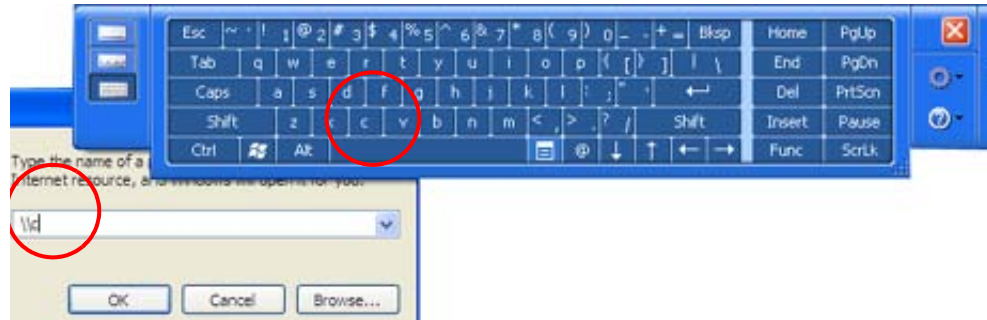 Esc ~ ` ! 1 @ 2 # 3 $ 4 % 5 ^ 6 & 7 * 8 ( 9 ) 0 _ - + = Bksp Home PgUp
Tab q w e r t y u i o p { [ } ] | \ End PgDn
Caps a s d f g h j k l : ; " ' Del PrtScn
Shift z x c v b n m < , > . ? / Shift Insert Pause
Ctrl Alt @ ↓ ↑ ← → Func ScrLk
Type the name of a
Internet resource, and Windows will open it for you.
\\c
OK Cancel Browse...